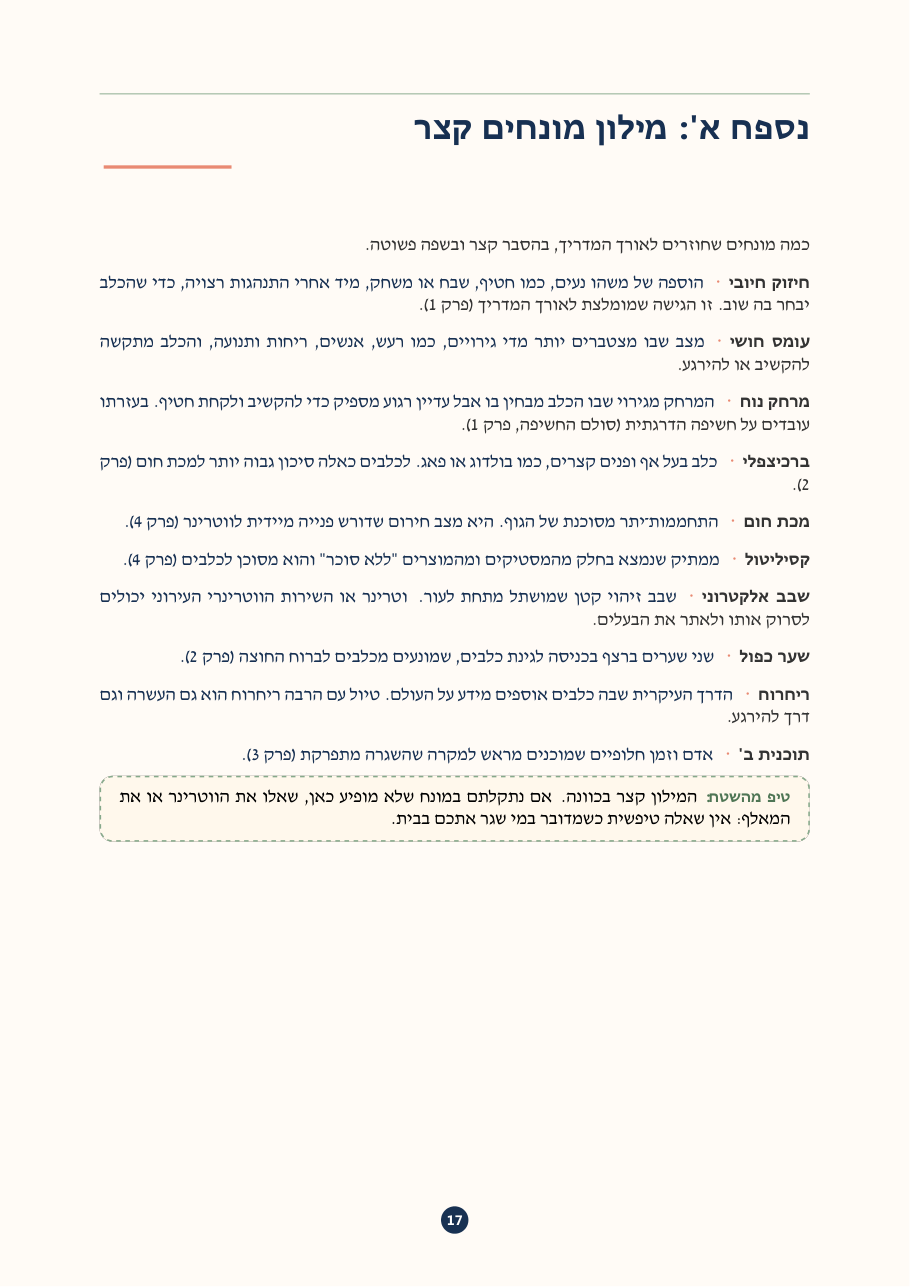 נספח א': מילון מונחים קצר
כמה מונחים שחוזרים לאורך המדריך, בהסבר קצר ובשפה פשוטה.
חיזוק חיובי · הוספה של משהו נעים, כמו חטיף, שבח או משחק, מיד אחרי התנהגות רצויה, כדי שהכלב
יבחר בה שוב. זו הגישה שמומלצת לאורך המדריך (פרק 1).
עומס חושי · מצב שבו מצטברים יותר מדי גירויים, כמו רעש, אנשים, ריחות ותנועה, והכלב מתקשה
להקשיב או להירגע.
מרחק נוח · המרחק מגירוי שבו הכלב מבחין בו אבל עדיין רגוע מספיק כדי להקשיב ולקחת חטיף. בעזרתו
עובדים על חשיפה הדרגתית (סולם החשיפה, פרק 1).
ברכיצפלי · כלב בעל אף ופנים קצרים, כמו בולדוג או פאג. לכלבים כאלה סיכון גבוה יותר למכת חום (פרק
2).
מכת חום · התחממות־יתר מסוכנת של הגוף. היא מצב חירום שדורש פנייה מיידית לווטרינר (פרק 4).
קסיליטול · ממתיק שנמצא בחלק מהמסטיקים ומהמוצרים "ללא סוכר" והוא מסוכן לכלבים (פרק 4).
שבב אלקטרוני · שבב זיהוי קטן שמושתל מתחת לעור. וטרינר או השירות הווטרינרי העירוני יכולים
לסרוק אותו ולאתר את הבעלים.
שער כפול · שני שערים ברצף בכניסה לגינת כלבים, שמונעים מכלבים לברוח החוצה (פרק 2).
ריחרוח · הדרך העיקרית שבה כלבים אוספים מידע על העולם. טיול עם הרבה ריחרוח הוא גם העשרה וגם
דרך להירגע.
תוכנית ב' · אדם וזמן חלופיים שמוכנים מראש למקרה שהשגרה מתפרקת (פרק 3).
טיפ מהשטח: המילון קצר בכוונה. אם נתקלתם במונח שלא מופיע כאן, שאלו את הווטרינר או את
המאלף: אין שאלה טיפשית כשמדובר במי שגר אתכם בבית.
17